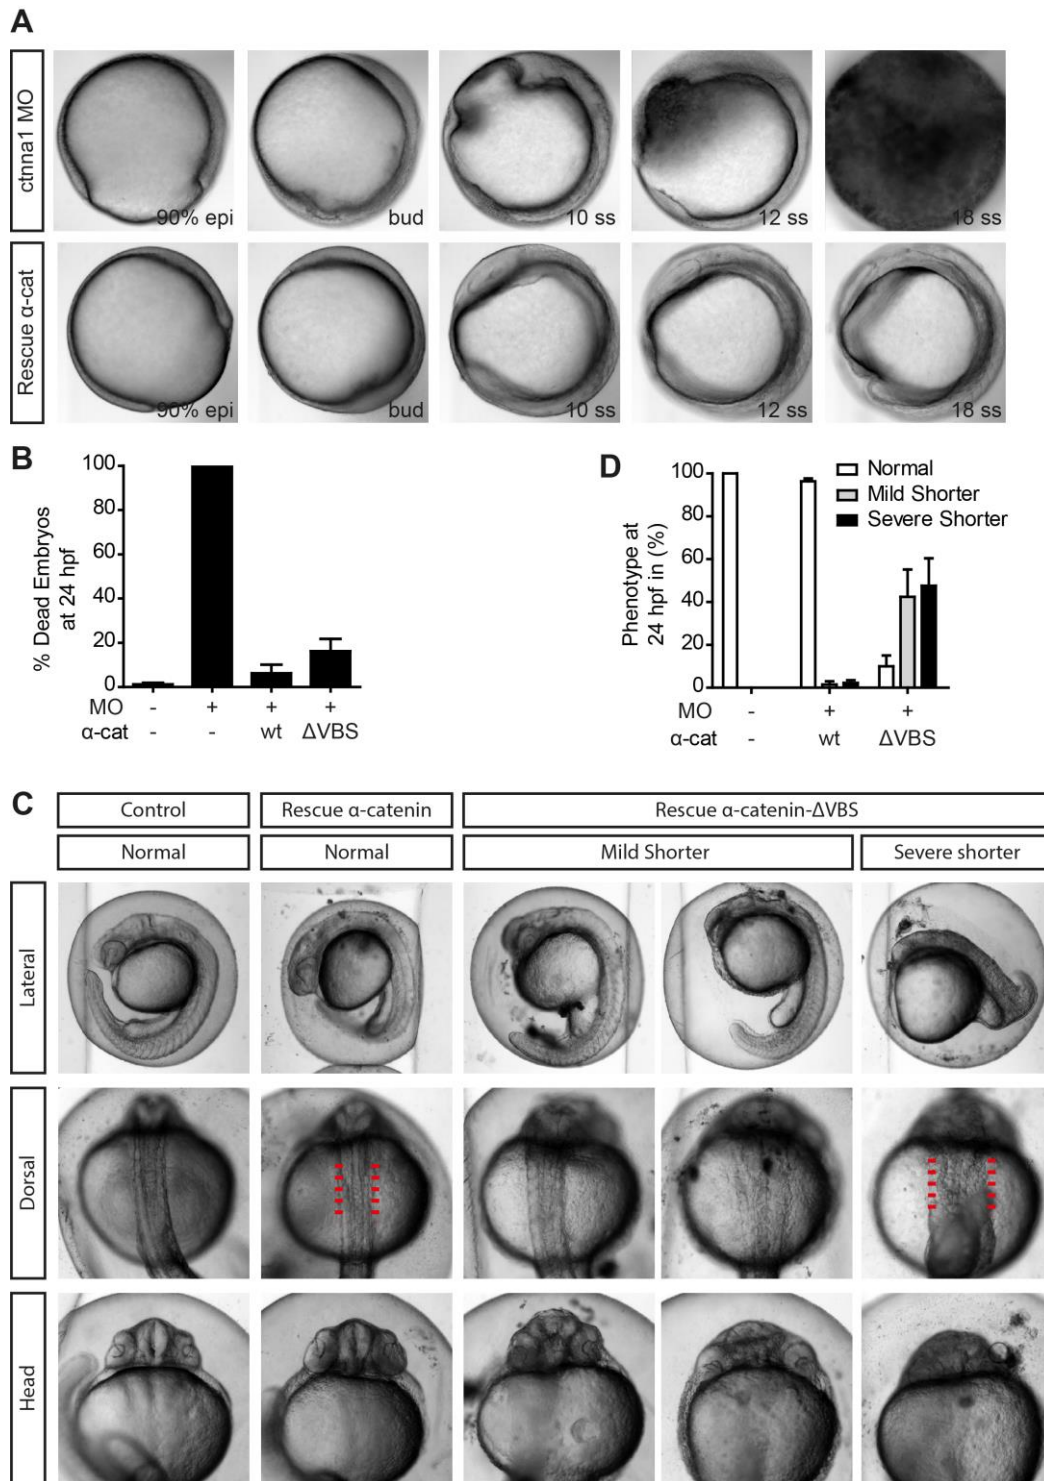 A
ctnna1 MO
90% epi
bud
10 ss
12 ss
18 ss
Rescue α-cat
90% epi
bud
10 ss
12 ss
18 ss
B
% Dead Embryos
at 24 hpf
100
80
60
40
20
0
MO - + + +
α-cat - - wt ΔVBS
D
Phenotype at
24 hpf in (%)
100
80
60
40
20
0
Normal
Mild Shorter
Severe Shorter
MO - + +
α-cat - wt ΔVBS
C
Control
Rescue α-catenin
Rescue α-catenin-ΔVBS
Normal
Normal
Mild Shorter
Severe shorter
Lateral
Dorsal
Head